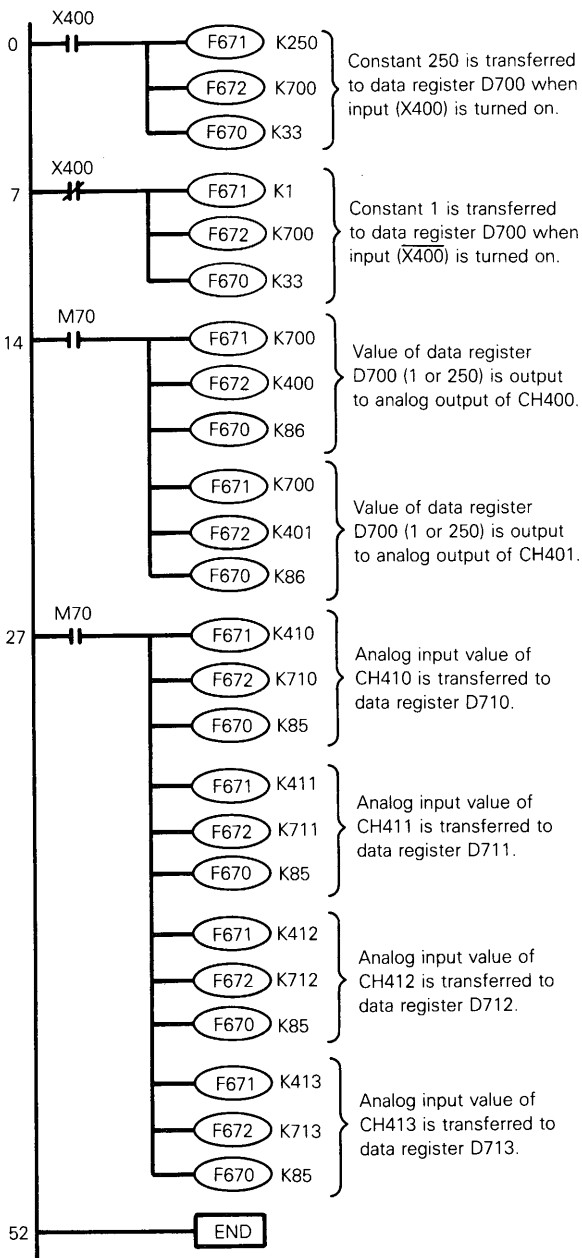 X400
0
F671 K250
F672 K700
F670 K33
Constant 250 is transferred
to data register D700 when
input (X400) is turned on.
X400
7
F671 K1
F672 K700
F670 K33
Constant 1 is transferred
to data register D700 when
input (X̅4̅0̅0̅) is turned on.
M70
14
F671 K700
F672 K400
F670 K86
Value of data register
D700 (1 or 250) is output
to analog output of CH400.
F671 K700
F672 K401
F670 K86
Value of data register
D700 (1 or 250) is output
to analog output of CH401.
M70
27
F671 K410
F672 K710
F670 K85
Analog input value of
CH410 is transferred to
data register D710.
F671 K411
F672 K711
F670 K85
Analog input value of
CH411 is transferred to
data register D711.
F671 K412
F672 K712
F670 K85
Analog input value of
CH412 is transferred to
data register D712.
F671 K413
F672 K713
F670 K85
Analog input value of
CH413 is transferred to
data register D713.
52
END